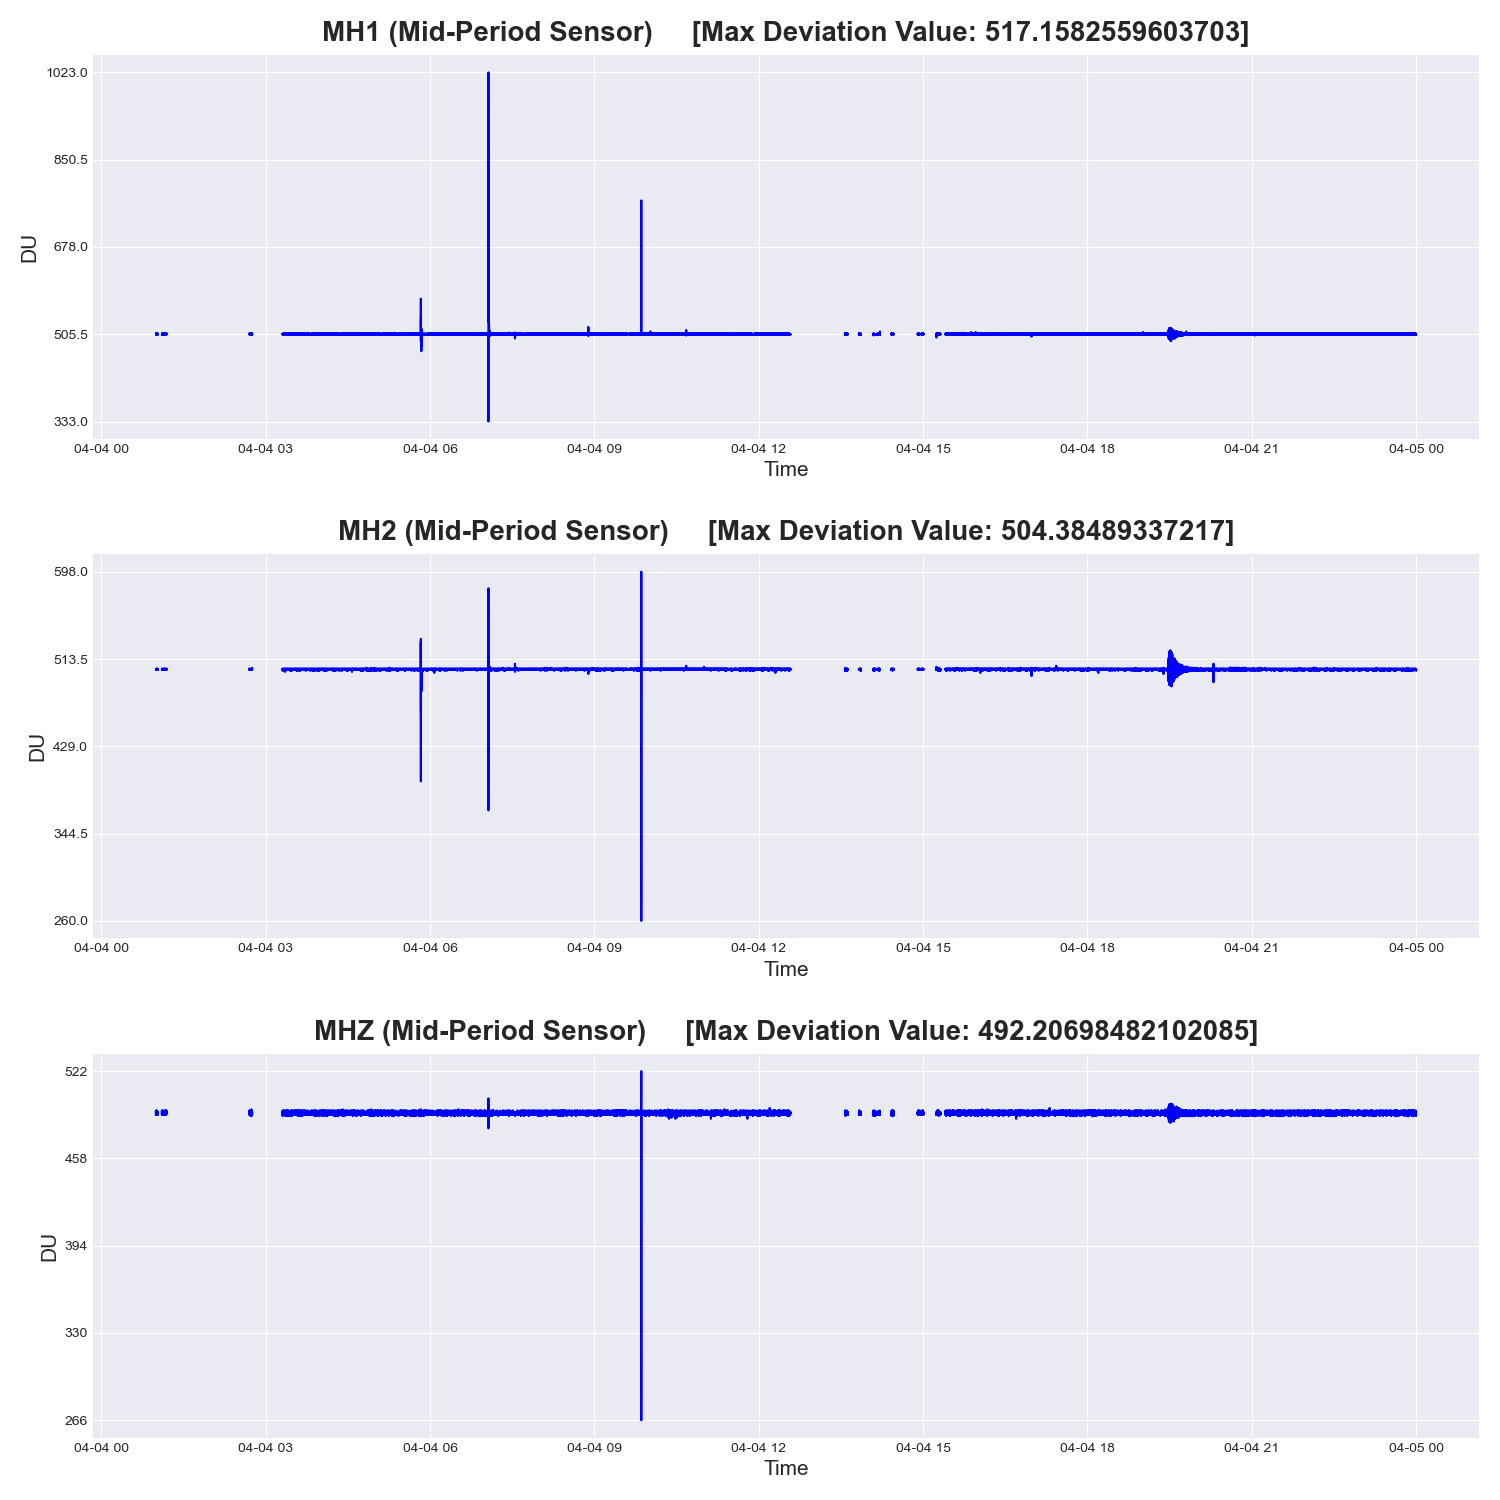 MH1 (Mid-Period Sensor) [Max Deviation Value: 517.1582559603703]
1023.0
850.5
678.0
505.5
333.0
DU
04-04 00 04-04 03 04-04 06 04-04 09 04-04 12 04-04 15 04-04 18 04-04 21 04-05 00
Time
MH2 (Mid-Period Sensor) [Max Deviation Value: 504.38489337217]
598.0
513.5
429.0
344.5
260.0
DU
04-04 00 04-04 03 04-04 06 04-04 09 04-04 12 04-04 15 04-04 18 04-04 21 04-05 00
Time
MHZ (Mid-Period Sensor) [Max Deviation Value: 492.20698482102085]
522
458
394
330
266
DU
04-04 00 04-04 03 04-04 06 04-04 09 04-04 12 04-04 15 04-04 18 04-04 21 04-05 00
Time